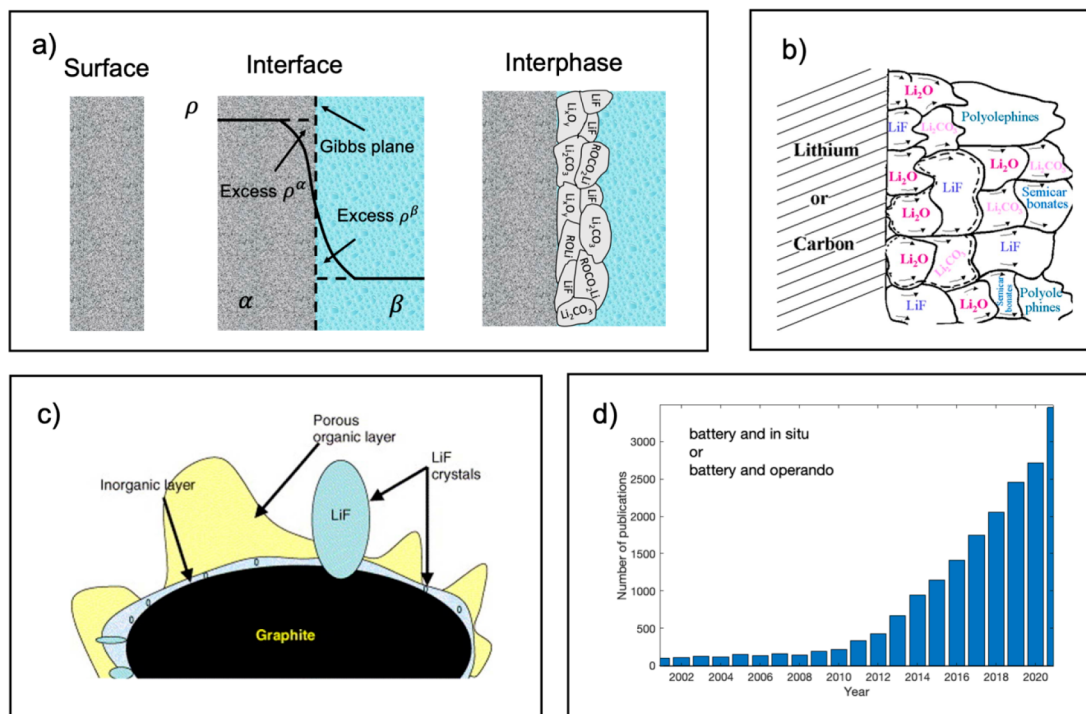 a)
Surface
Interface
Interphase
ρ
Gibbs plane
Excess ρ^α
Excess ρ^β
α
β
LiₓOᵧ
LiF
LiF
Li₂CO₃
ROCO₂Li
LiₓOᵧ
LiF
Li₂CO₃
ROLi
ROCO₂Li
LiF
Li₂CO₃
b)
Lithium
or
Carbon
Li₂O
Polyolephines
LiF
Li₂CO₃
Li₂O
LiF
Li₂O
Li₂CO₃
Li₂O
Li₂CO₃
Semicar
bonates
Li₂O
Li₂CO₃
LiF
LiF
Li₂O
Semicar
bonates
Polyole
phines
c)
Porous
organic layer
Inorganic layer
LiF
crystals
LiF
Graphite
d)
battery and in situ
or
battery and operando
Number of publications
3000
2500
2000
1500
1000
500
0
2002 2004 2006 2008 2010 2012 2014 2016 2018 2020
Year